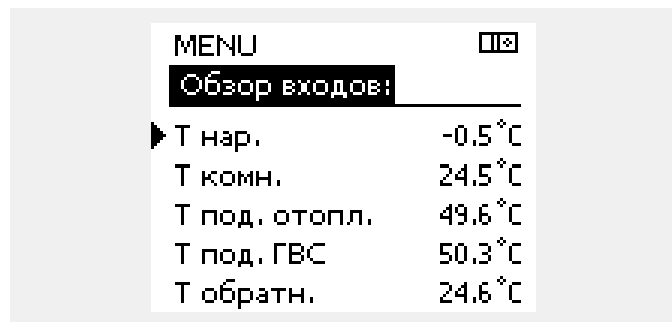 MENU
Обзор входов:
Т нар. -0.5°C
Т комн. 24.5°C
Т под. отопл. 49.6°C
Т под. ГВС 50.3°C
Т обратн. 24.6°C